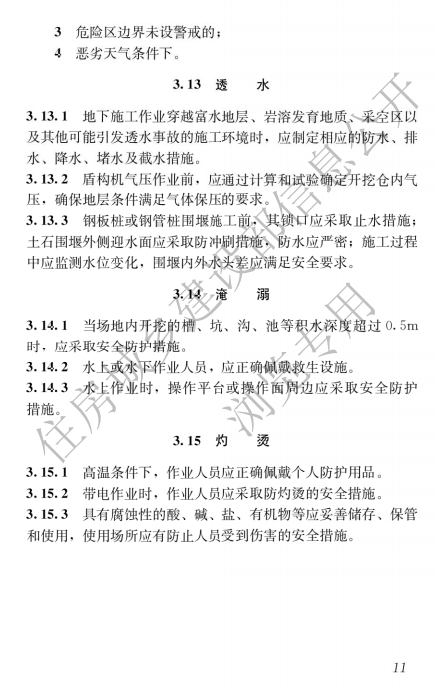 3 危险区边界未设警戒的；
4 恶劣天气条件下。
3.13 透 水
3.13.1 地下施工作业穿越富水地层、岩溶发育地质、采空区以
及其他可能引发透水事故的施工环境时，应制定相应的防水、排
水、降水、堵水及截水措施。
3.13.2 盾构机气压作业前，应通过计算和试验确定开挖仓内气
压，确保地层条件满足气体保压的要求。
3.13.3 钢板桩或钢管桩围堰施工前，其锁口应采取止水措施；
土石围堰外侧迎水面应采取防冲刷措施，防水应严密；施工过程
中应监测水位变化，围堰内外水头差应满足安全要求。
3.14 淹 溺
3.14.1 当场地内开挖的槽、坑、沟、池等积水深度超过 0.5m
时，应采取安全防护措施。
3.14.2 水上或水下作业人员，应正确佩戴救生设施。
3.14.3 水上作业时，操作平台或操作面周边应采取安全防护
措施。
3.15 灼 烫
3.15.1 高温条件下，作业人员应正确佩戴个人防护用品。
3.15.2 带电作业时，作业人员应采取防灼烫的安全措施。
3.15.3 具有腐蚀性的酸、碱、盐、有机物等应妥善储存、保管
和使用，使用场所应有防止人员受到伤害的安全措施。
11
住房城乡建设部信息公开
浏览专用